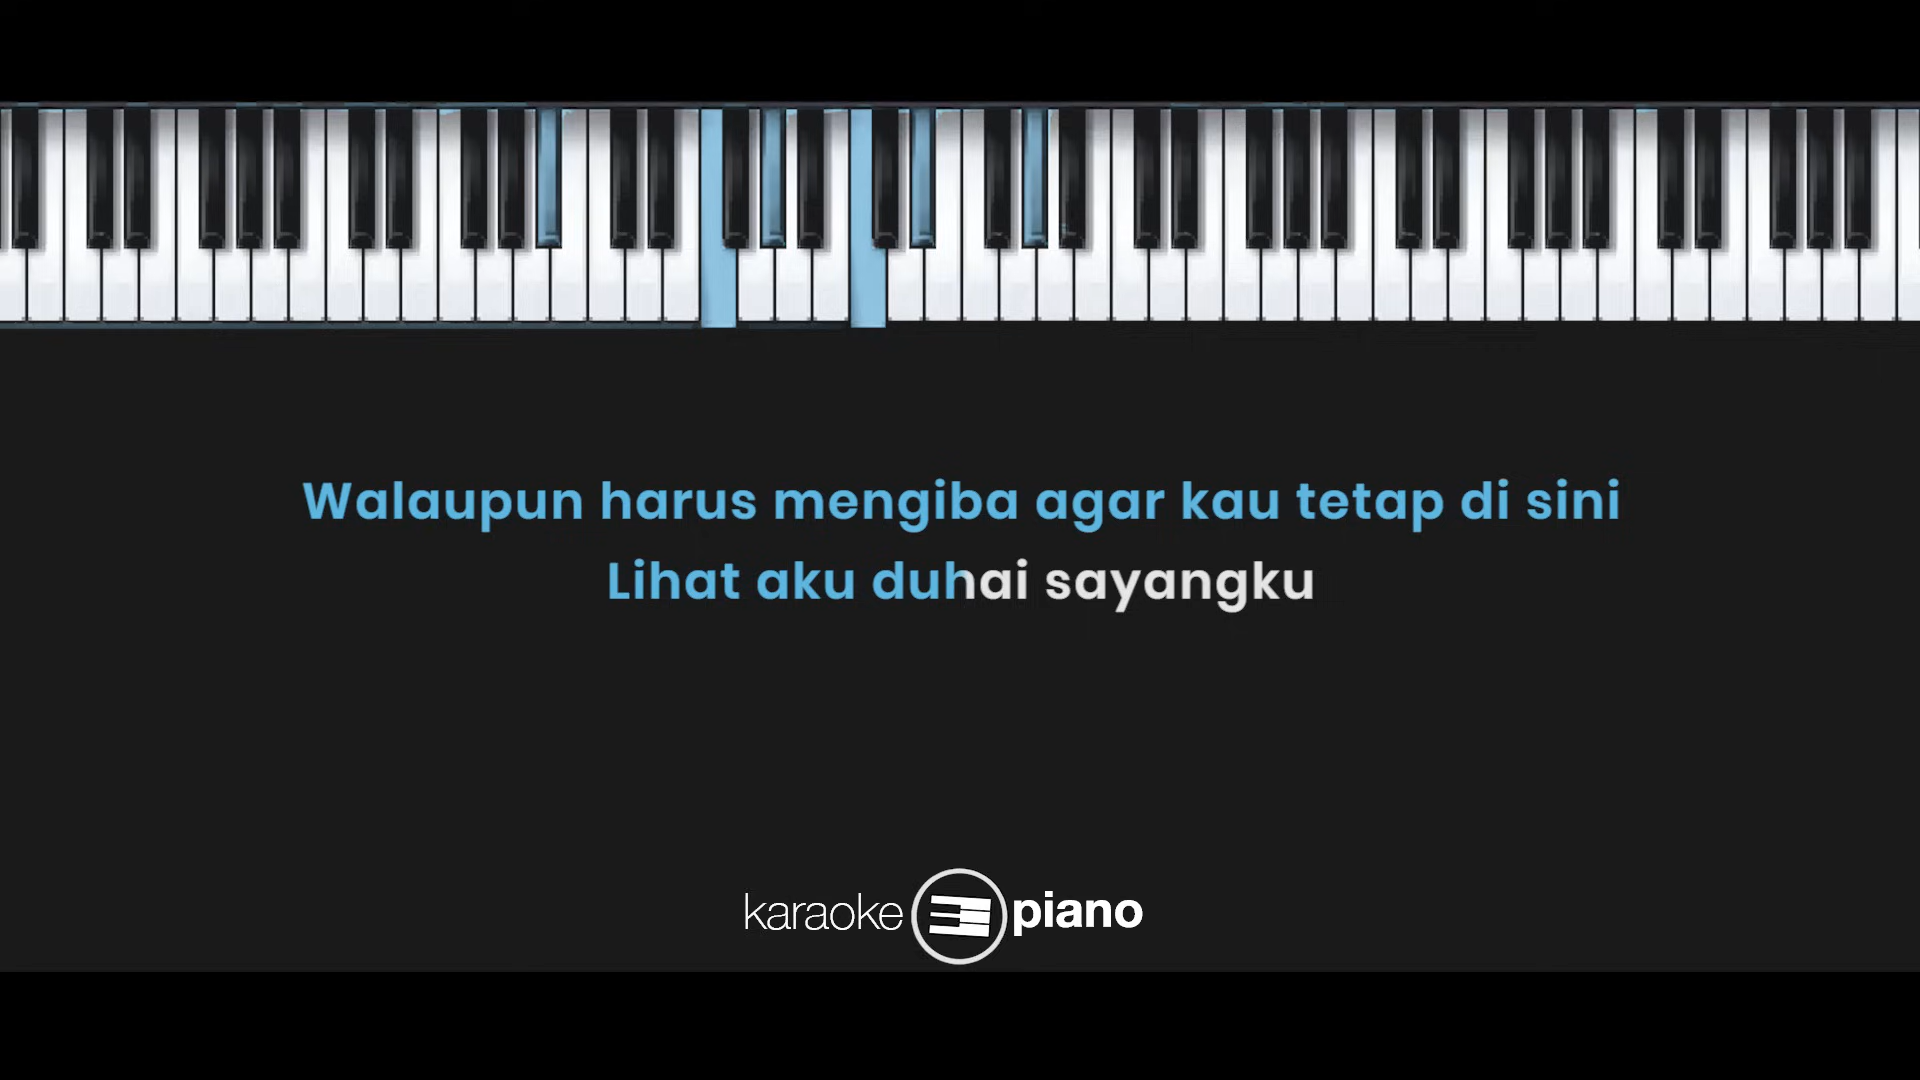 Walaupun harus mengiba agar kau tetap di sini
Lihat aku duhai sayangku
karaoke piano